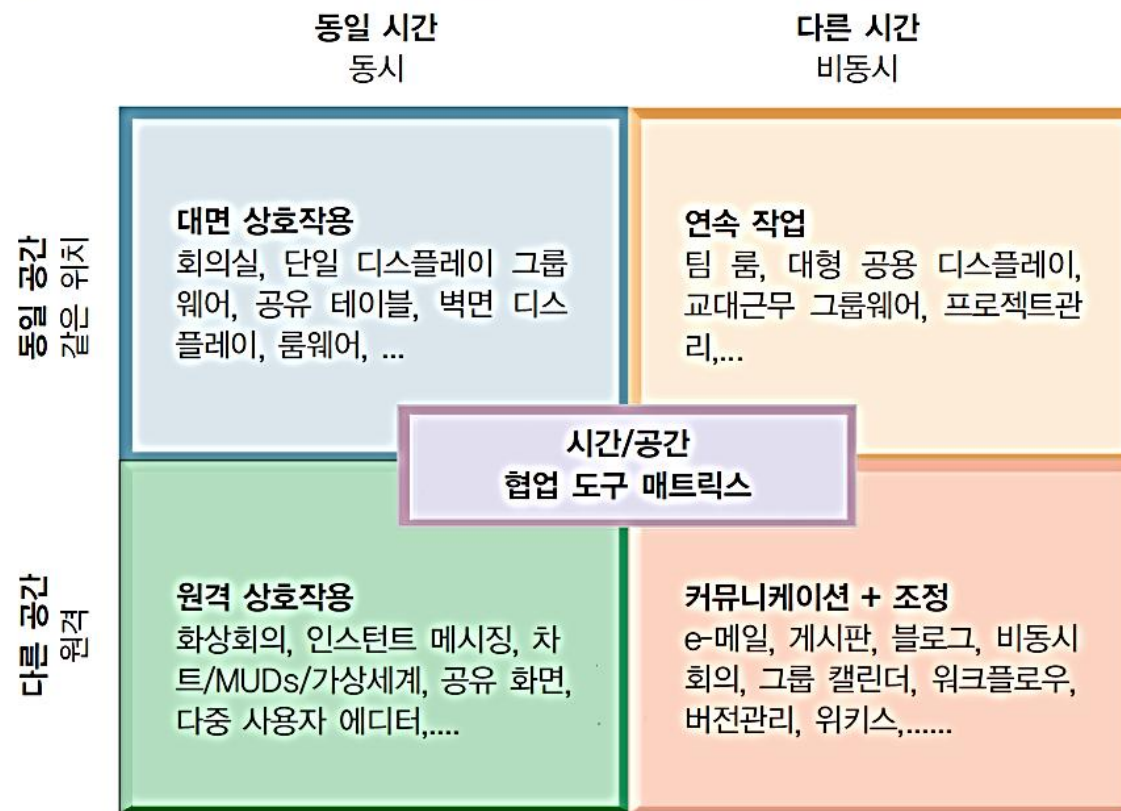 동일 시간
동시
다른 시간
비동시
동일 공간
같은 위치
대면 상호작용
회의실, 단일 디스플레이 그룹
웨어, 공유 테이블, 벽면 디스
플레이, 룸웨어, ...
연속 작업
팀 룸, 대형 공용 디스플레이,
교대근무 그룹웨어, 프로젝트관
리,...
시간/공간
협업 도구 매트릭스
다른 공간
원격
원격 상호작용
화상회의, 인스턴트 메시징, 차
트/MUDs/가상세계, 공유 화면,
다중 사용자 에디터,....
커뮤니케이션 + 조정
e-메일, 게시판, 블로그, 비동시
회의, 그룹 캘린더, 워크플로우,
버전관리, 위키스,......